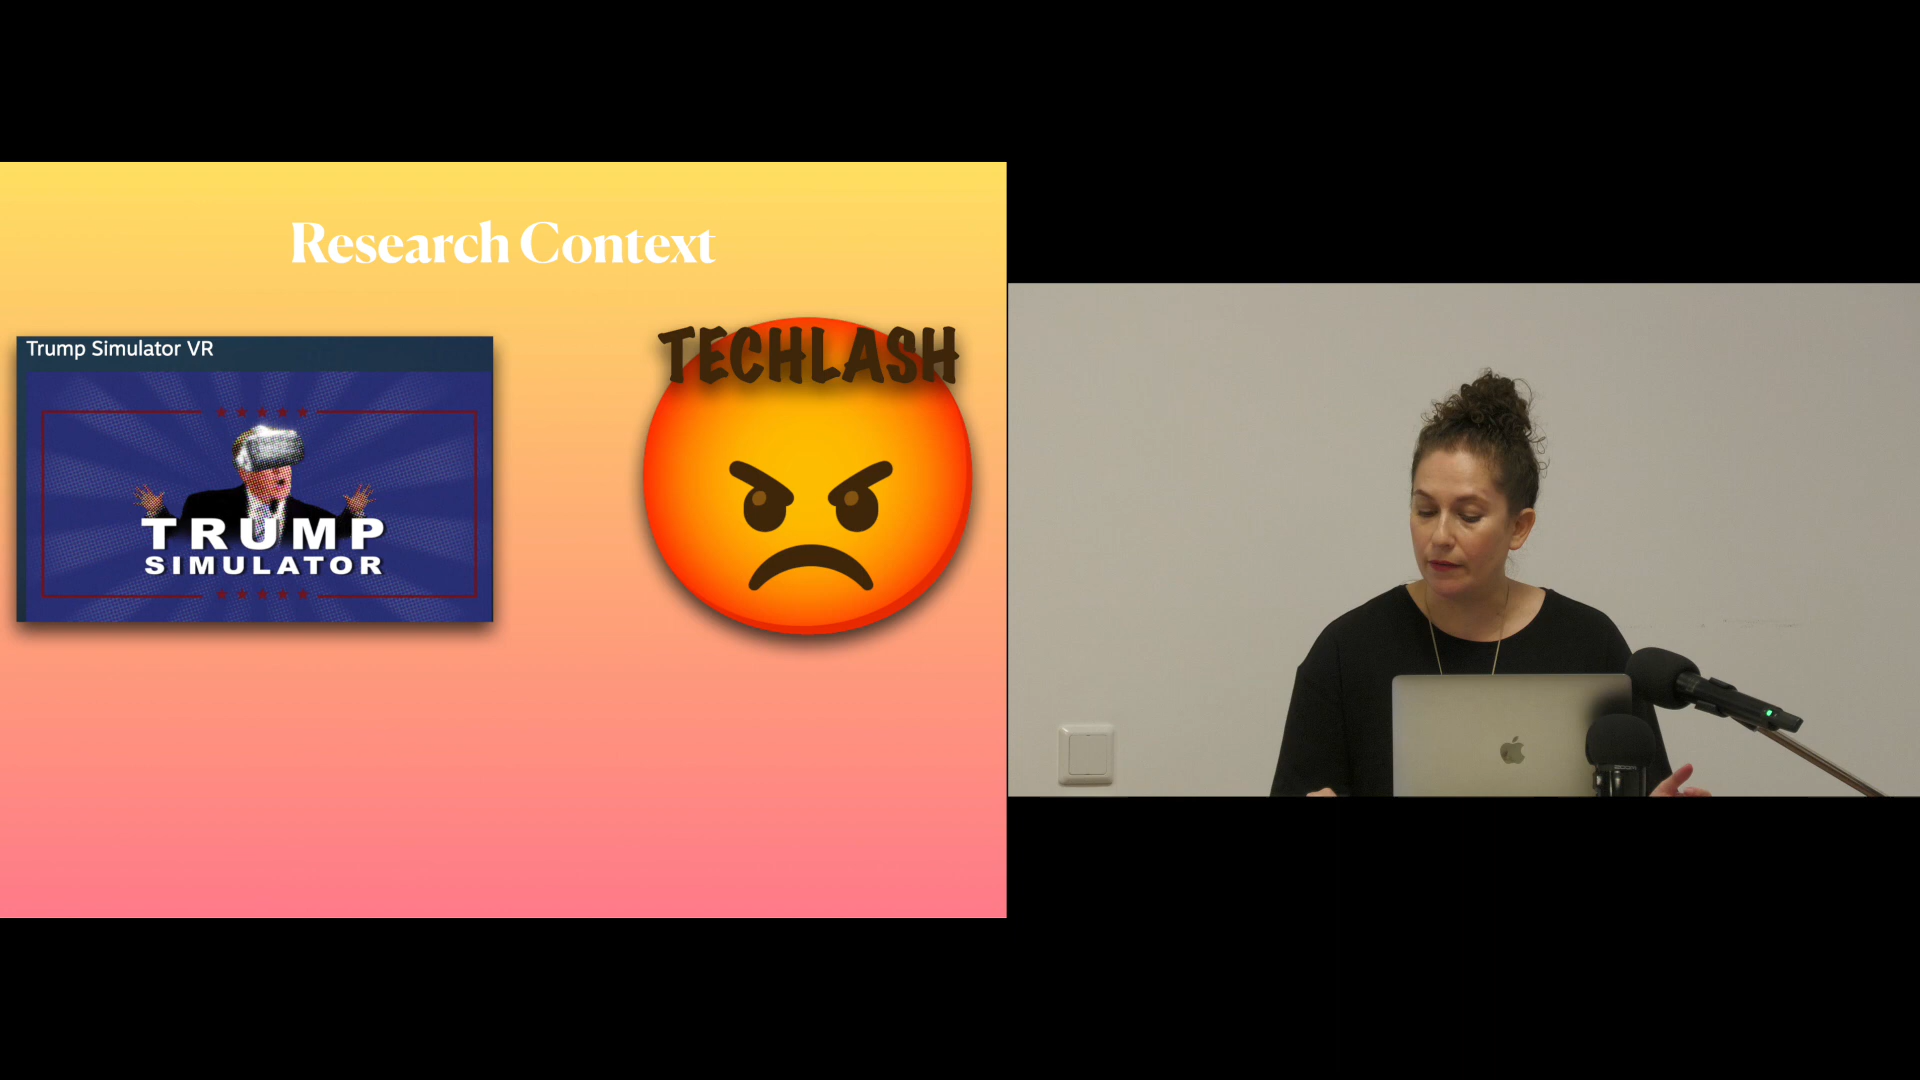 Research Context
Trump Simulator VR
TRUMP
SIMULATOR
TECHLASH